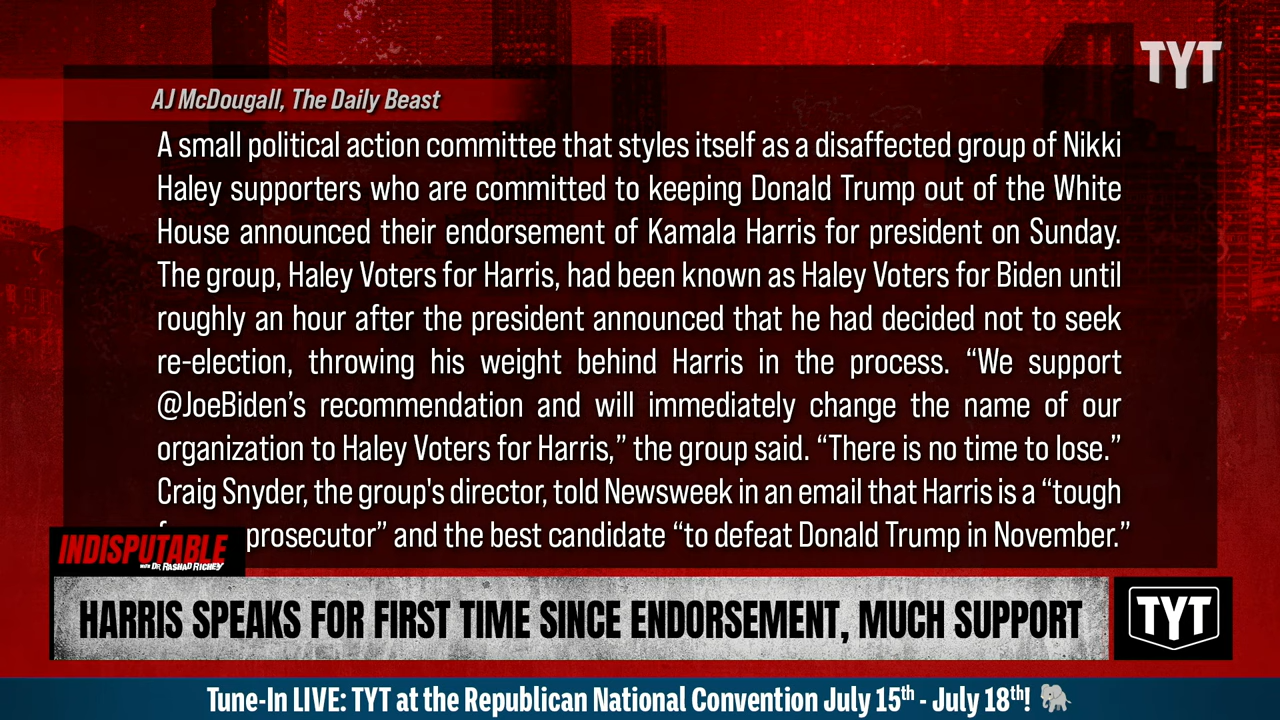 TYT
AJ McDougall, The Daily Beast
A small political action committee that styles itself as a disaffected group of Nikki
Haley supporters who are committed to keeping Donald Trump out of the White
House announced their endorsement of Kamala Harris for president on Sunday.
The group, Haley Voters for Harris, had been known as Haley Voters for Biden until
roughly an hour after the president announced that he had decided not to seek
re-election, throwing his weight behind Harris in the process. “We support
@JoeBiden’s recommendation and will immediately change the name of our
organization to Haley Voters for Harris,” the group said. “There is no time to lose.”
Craig Snyder, the group's director, told Newsweek in an email that Harris is a “tough
prosecutor” and the best candidate “to defeat Donald Trump in November.”
INDISPUTABLE
WITH DR. RASHAD RICHEY
HARRIS SPEAKS FOR FIRST TIME SINCE ENDORSEMENT, MUCH SUPPORT
TYT
Tune-In LIVE: TYT at the Republican National Convention July 15th - July 18th! 🐘